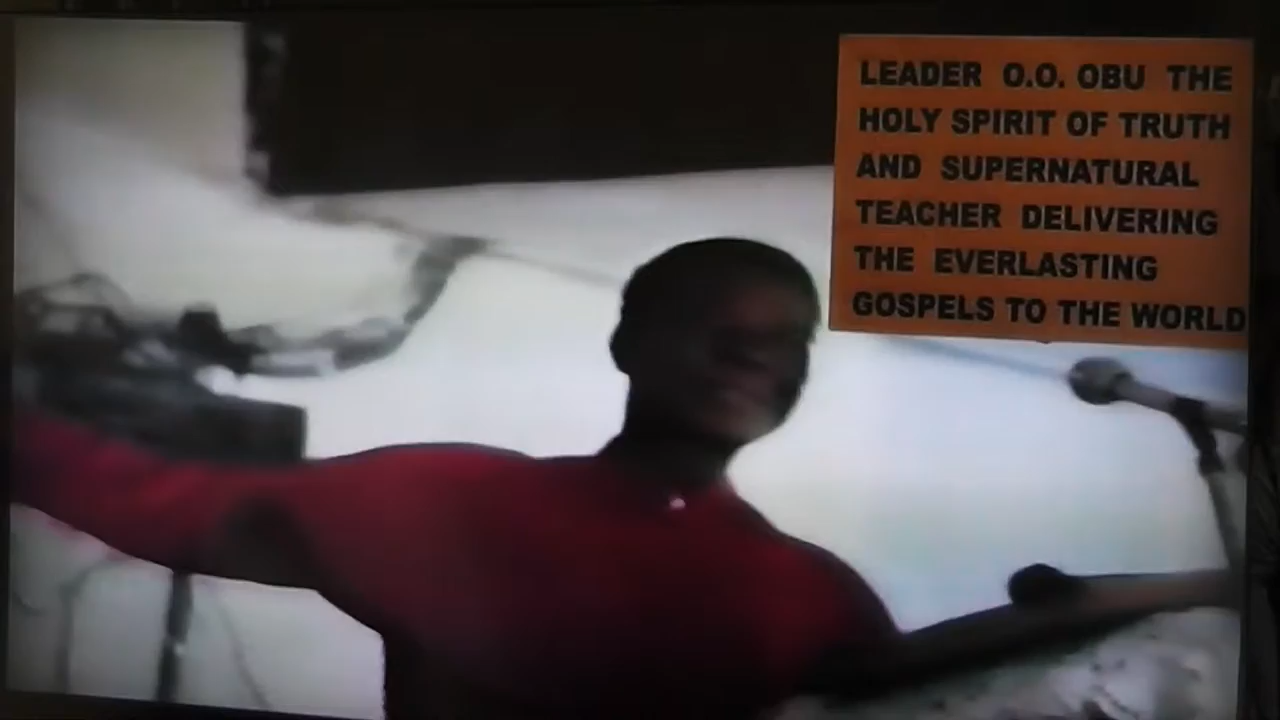 LEADER O.O. OBU THE
HOLY SPIRIT OF TRUTH
AND SUPERNATURAL
TEACHER DELIVERING
THE EVERLASTING
GOSPELS TO THE WORLD